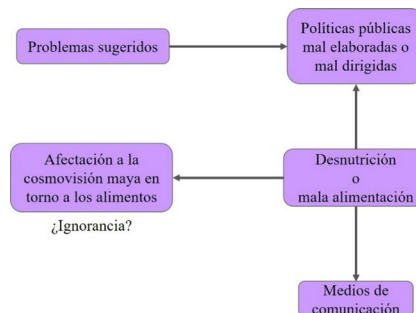 Problemas sugeridos
Políticas públicas
mal elaboradas o
mal dirigidas
Afectación a la
cosmovisión maya en
torno a los alimentos
¿Ignorancia?
Desnutrición
o
mala alimentación
Medios de
comunicación